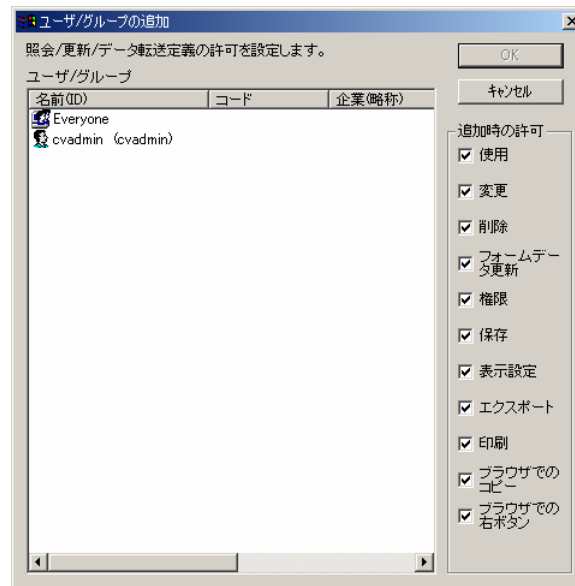 ユーザ/グループの追加
照会/更新/データ転送定義の許可を設定します。
ユーザ/グループ
名前(ID) コード 企業(略称)
Everyone
cvadmin (cvadmin)
OK
キャンセル
追加時の許可
使用
変更
削除
フォームデー
タ更新
権限
保存
表示設定
エクスポート
印刷
ブラウザでの
コピー
ブラウザでの
右ボタン